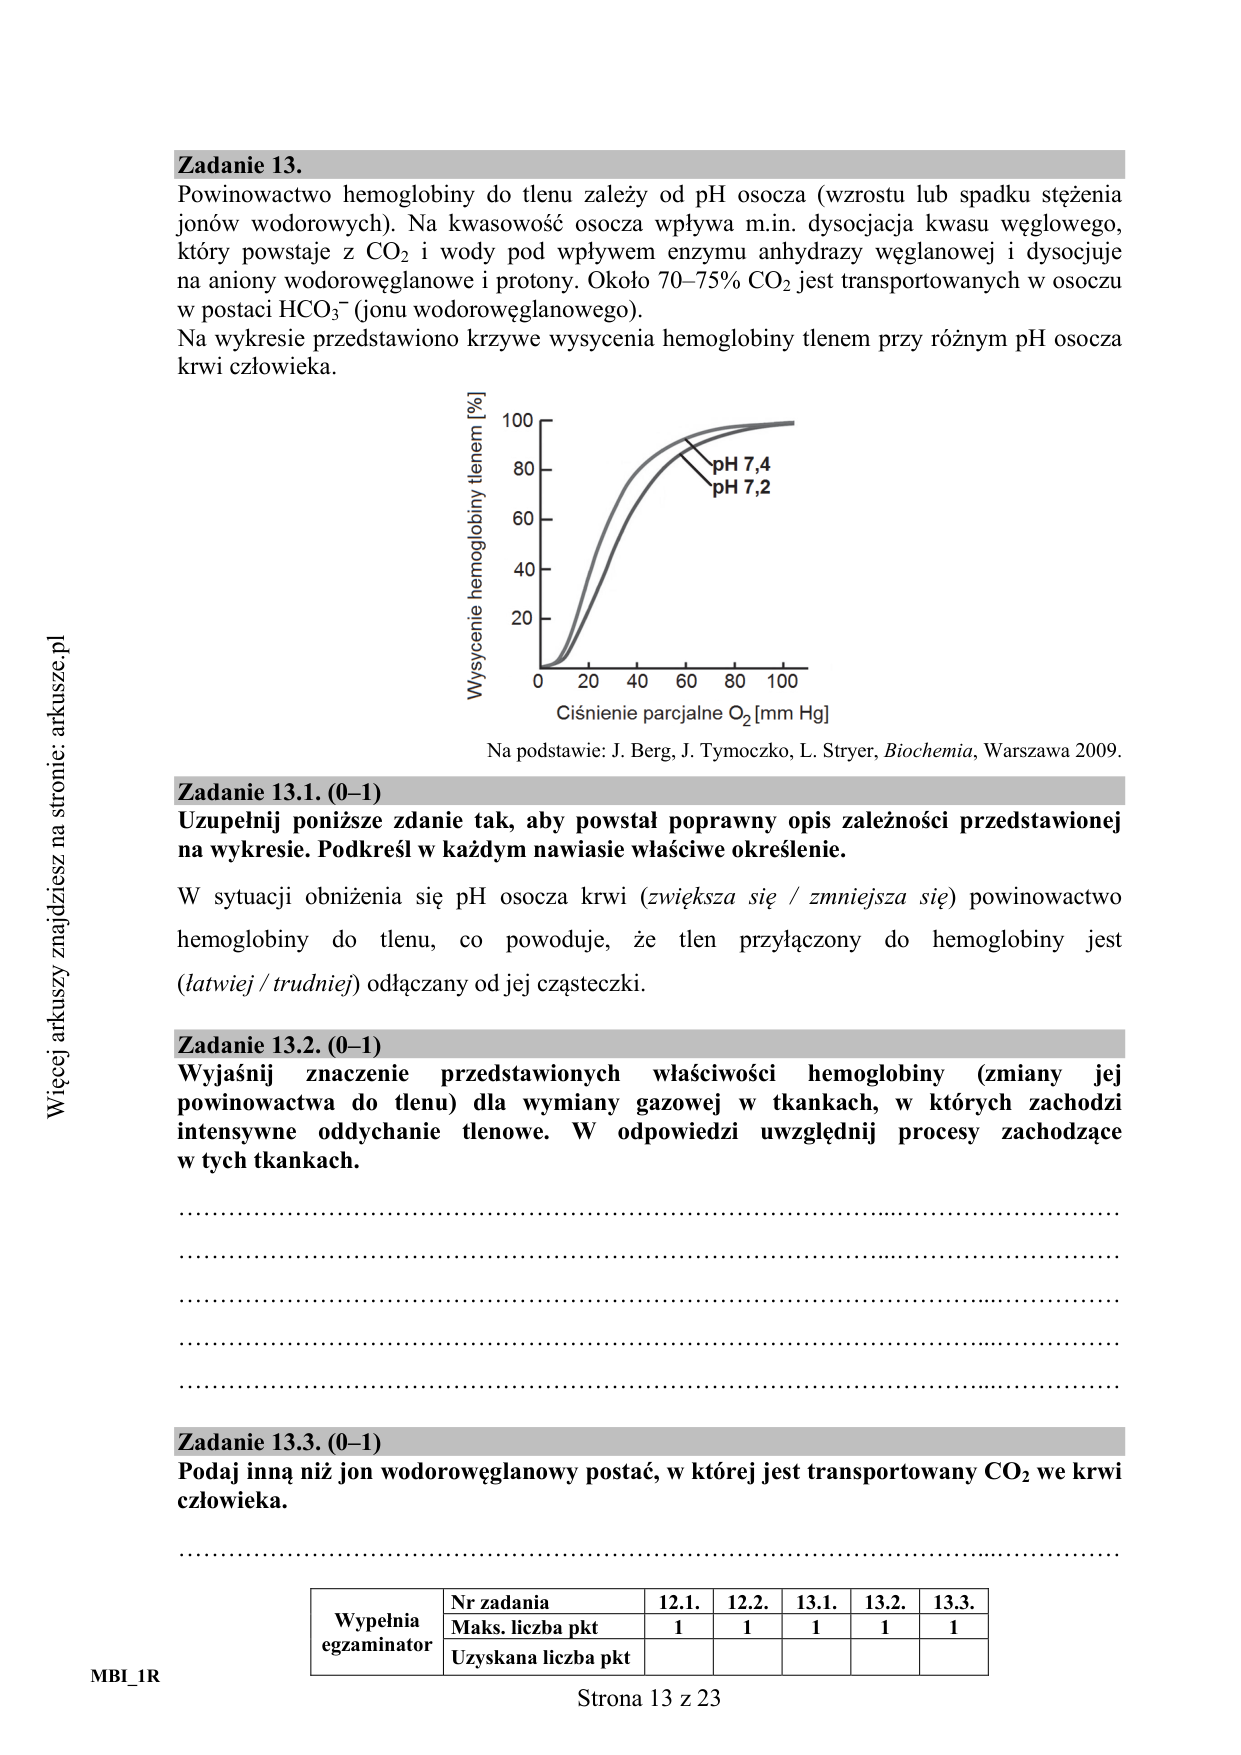 Zadanie 13.
Powinowactwo hemoglobiny do tlenu zależy od pH osocza (wzrostu lub spadku stężenia
jonów wodorowych). Na kwasowość osocza wpływa m.in. dysocjacja kwasu węglowego,
który powstaje z CO₂ i wody pod wpływem enzymu anhydrazy węglanowej i dysocjuje
na aniony wodorowęglanowe i protony. Około 70–75% CO₂ jest transportowanych w osoczu
w postaci HCO₃⁻ (jonu wodorowęglanowego).
Na wykresie przedstawiono krzywe wysycenia hemoglobiny tlenem przy różnym pH osocza
krwi człowieka.
Wysycenie hemoglobiny tlenem [%]
100
80
60
40
20
pH 7,4
pH 7,2
0 20 40 60 80 100
Ciśnienie parcjalne O₂ [mm Hg]
Na podstawie: J. Berg, J. Tymoczko, L. Stryer, Biochemia, Warszawa 2009.
Zadanie 13.1. (0–1)
Uzupełnij poniższe zdanie tak, aby powstał poprawny opis zależności przedstawionej
na wykresie. Podkreśl w każdym nawiasie właściwe określenie.
W sytuacji obniżenia się pH osocza krwi (zwiększa się / zmniejsza się) powinowactwo
hemoglobiny do tlenu, co powoduje, że tlen przyłączony do hemoglobiny jest
(łatwiej / trudniej) odłączany od jej cząsteczki.
Zadanie 13.2. (0–1)
Wyjaśnij znaczenie przedstawionych właściwości hemoglobiny (zmiany jej
powinowactwa do tlenu) dla wymiany gazowej w tkankach, w których zachodzi
intensywne oddychanie tlenowe. W odpowiedzi uwzględnij procesy zachodzące
w tych tkankach.
Zadanie 13.3. (0–1)
Podaj inną niż jon wodorowęglanowy postać, w której jest transportowany CO₂ we krwi
człowieka.
Wypełnia egzaminator
Nr zadania 12.1. 12.2. 13.1. 13.2. 13.3.
Maks. liczba pkt 1 1 1 1 1
Uzyskana liczba pkt
MBI_1R
Strona 13 z 23
Więcej arkuszy znajdziesz na stronie: arkusze.pl